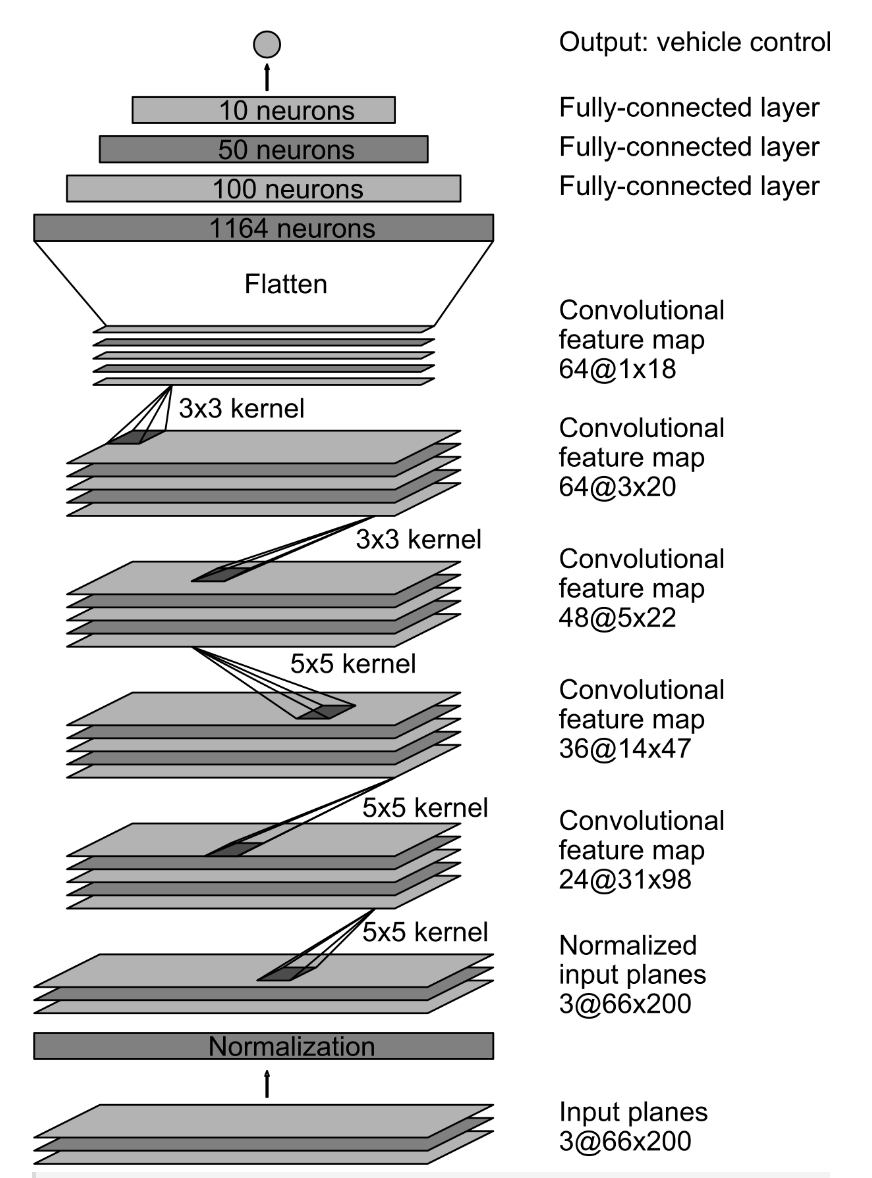 Output: vehicle control
10 neurons
Fully-connected layer
50 neurons
Fully-connected layer
100 neurons
Fully-connected layer
1164 neurons
Flatten
Convolutional
feature map
64@1x18
3x3 kernel
Convolutional
feature map
64@3x20
3x3 kernel
Convolutional
feature map
48@5x22
5x5 kernel
Convolutional
feature map
36@14x47
5x5 kernel
Convolutional
feature map
24@31x98
5x5 kernel
Normalized
input planes
3@66x200
Normalization
Input planes
3@66x200